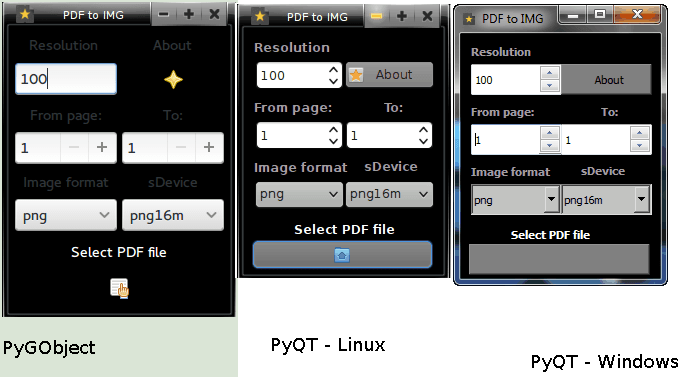 PDF to IMG
Resolution About
100
From page: To:
1 1
Image format sDevice
png png16m
Select PDF file
PyGObject
PDF to IMG
Resolution
100 About
From page: To:
1 1
Image format sDevice
png png16m
Select PDF file
PyQT - Linux
PDF to IMG
Resolution
100 About
From page: To:
1 1
Image format sDevice
png png16m
Select PDF file
PyQT - Windows